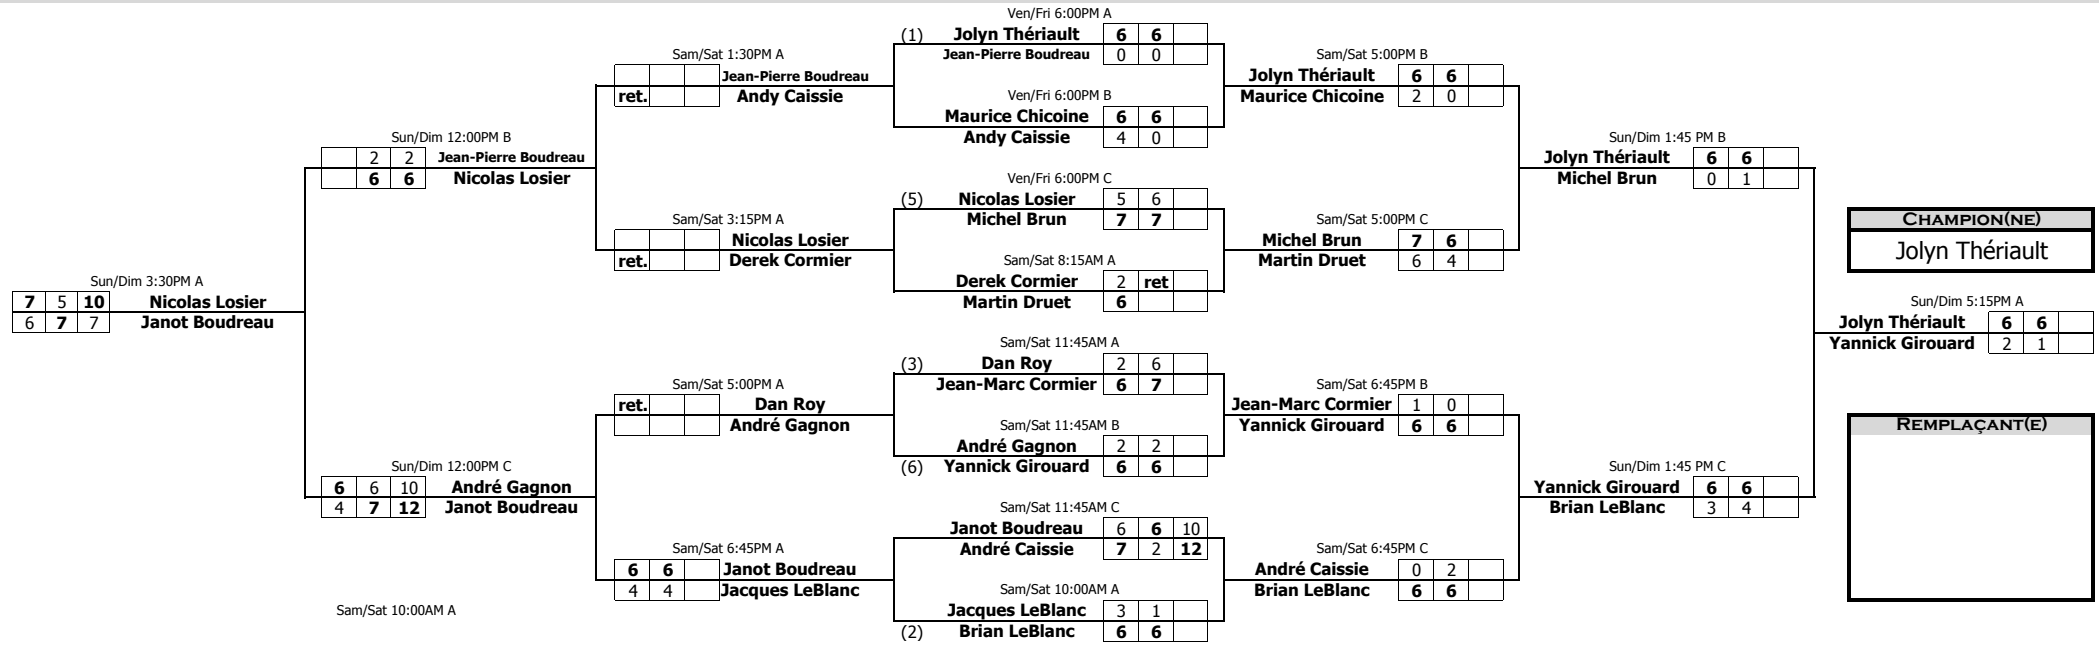 Ven/Fri 6:00PM A
(1) Jolyn Thériault 6 6
Jean-Pierre Boudreau 0 0
Sam/Sat 1:30PM A
Jean-Pierre Boudreau
ret. Andy Caissie
Sam/Sat 5:00PM B
Jolyn Thériault 6 6
Maurice Chicoine 2 0
Ven/Fri 6:00PM B
Maurice Chicoine 6 6
Andy Caissie 4 0
Sun/Dim 12:00PM B
2 2 Jean-Pierre Boudreau
6 6 Nicolas Losier
Sun/Dim 1:45 PM B
Jolyn Thériault 6 6
Michel Brun 0 1
Ven/Fri 6:00PM C
(5) Nicolas Losier 5 6
Michel Brun 7 7
Sam/Sat 3:15PM A
Nicolas Losier
ret. Derek Cormier
Sam/Sat 5:00PM C
Michel Brun 7 6
Martin Druet 6 4
Champion(ne)
Jolyn Thériault
Sam/Sat 8:15AM A
Derek Cormier 2 ret
Martin Druet 6
Sun/Dim 3:30PM A
7 5 10 Nicolas Losier
6 7 7 Janot Boudreau
Sun/Dim 5:15PM A
Jolyn Thériault 6 6
Yannick Girouard 2 1
Sam/Sat 11:45AM A
(3) Dan Roy 2 6
Jean-Marc Cormier 6 7
Sam/Sat 5:00PM A
ret. Dan Roy
André Gagnon
Sam/Sat 6:45PM B
Jean-Marc Cormier 1 0
Yannick Girouard 6 6
Remplaçant(e)
Sam/Sat 11:45AM B
André Gagnon 2 2
(6) Yannick Girouard 6 6
Sun/Dim 12:00PM C
6 6 10 André Gagnon
4 7 12 Janot Boudreau
Sun/Dim 1:45 PM C
Yannick Girouard 6 6
Brian LeBlanc 3 4
Sam/Sat 11:45AM C
Janot Boudreau 6 6 10
André Caissie 7 2 12
Sam/Sat 6:45PM A
6 6 Janot Boudreau
4 4 Jacques LeBlanc
Sam/Sat 6:45PM C
André Caissie 0 2
Brian LeBlanc 6 6
Sam/Sat 10:00AM A
Jacques LeBlanc 3 1
(2) Brian LeBlanc 6 6
Sam/Sat 10:00AM A